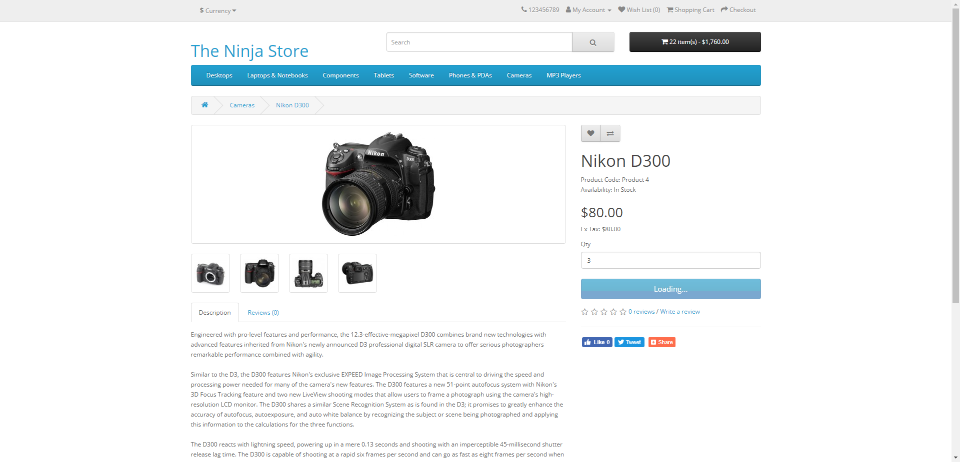 $ Currency
123456789 My Account Wish List (0) Shopping Cart Checkout
The Ninja Store
Search
22 item(s) - $1,760.00
Desktops Laptops & Notebooks Components Tablets Software Phones & PDAs Cameras MP3 Players
Cameras Nikon D300
Nikon D300
Product Code: Product 4
Availability: In Stock
$80.00
Ex Tax: $80.00
Qty
3
Loading...
0 reviews / Write a review
Like 0 Tweet Share
Description Reviews (0)
Engineered with pro-level features and performance, the 12.3-effective-megapixel D300 combines brand new technologies with
advanced features inherited from Nikon's newly announced D3 professional digital SLR camera to offer serious photographers
remarkable performance combined with agility.
Similar to the D3, the D300 features Nikon's exclusive EXPEED Image Processing System that is central to driving the speed and
processing power needed for many of the camera's new features. The D300 features a new 51-point autofocus system with Nikon's
3D Focus Tracking feature and two new LiveView shooting modes that allow users to frame a photograph using the camera's high-
resolution LCD monitor. The D300 shares a similar Scene Recognition System as is found in the D3; it promises to greatly enhance the
accuracy of autofocus, autoexposure, and auto white balance by recognizing the subject or scene being photographed and applying
this information to the calculations for the three functions.
The D300 reacts with lightning speed, powering up in a mere 0.13 seconds and shooting with an imperceptible 45-millisecond shutter
release lag time. The D300 is capable of shooting at a rapid six frames per second and can go as fast as eight frames per second when